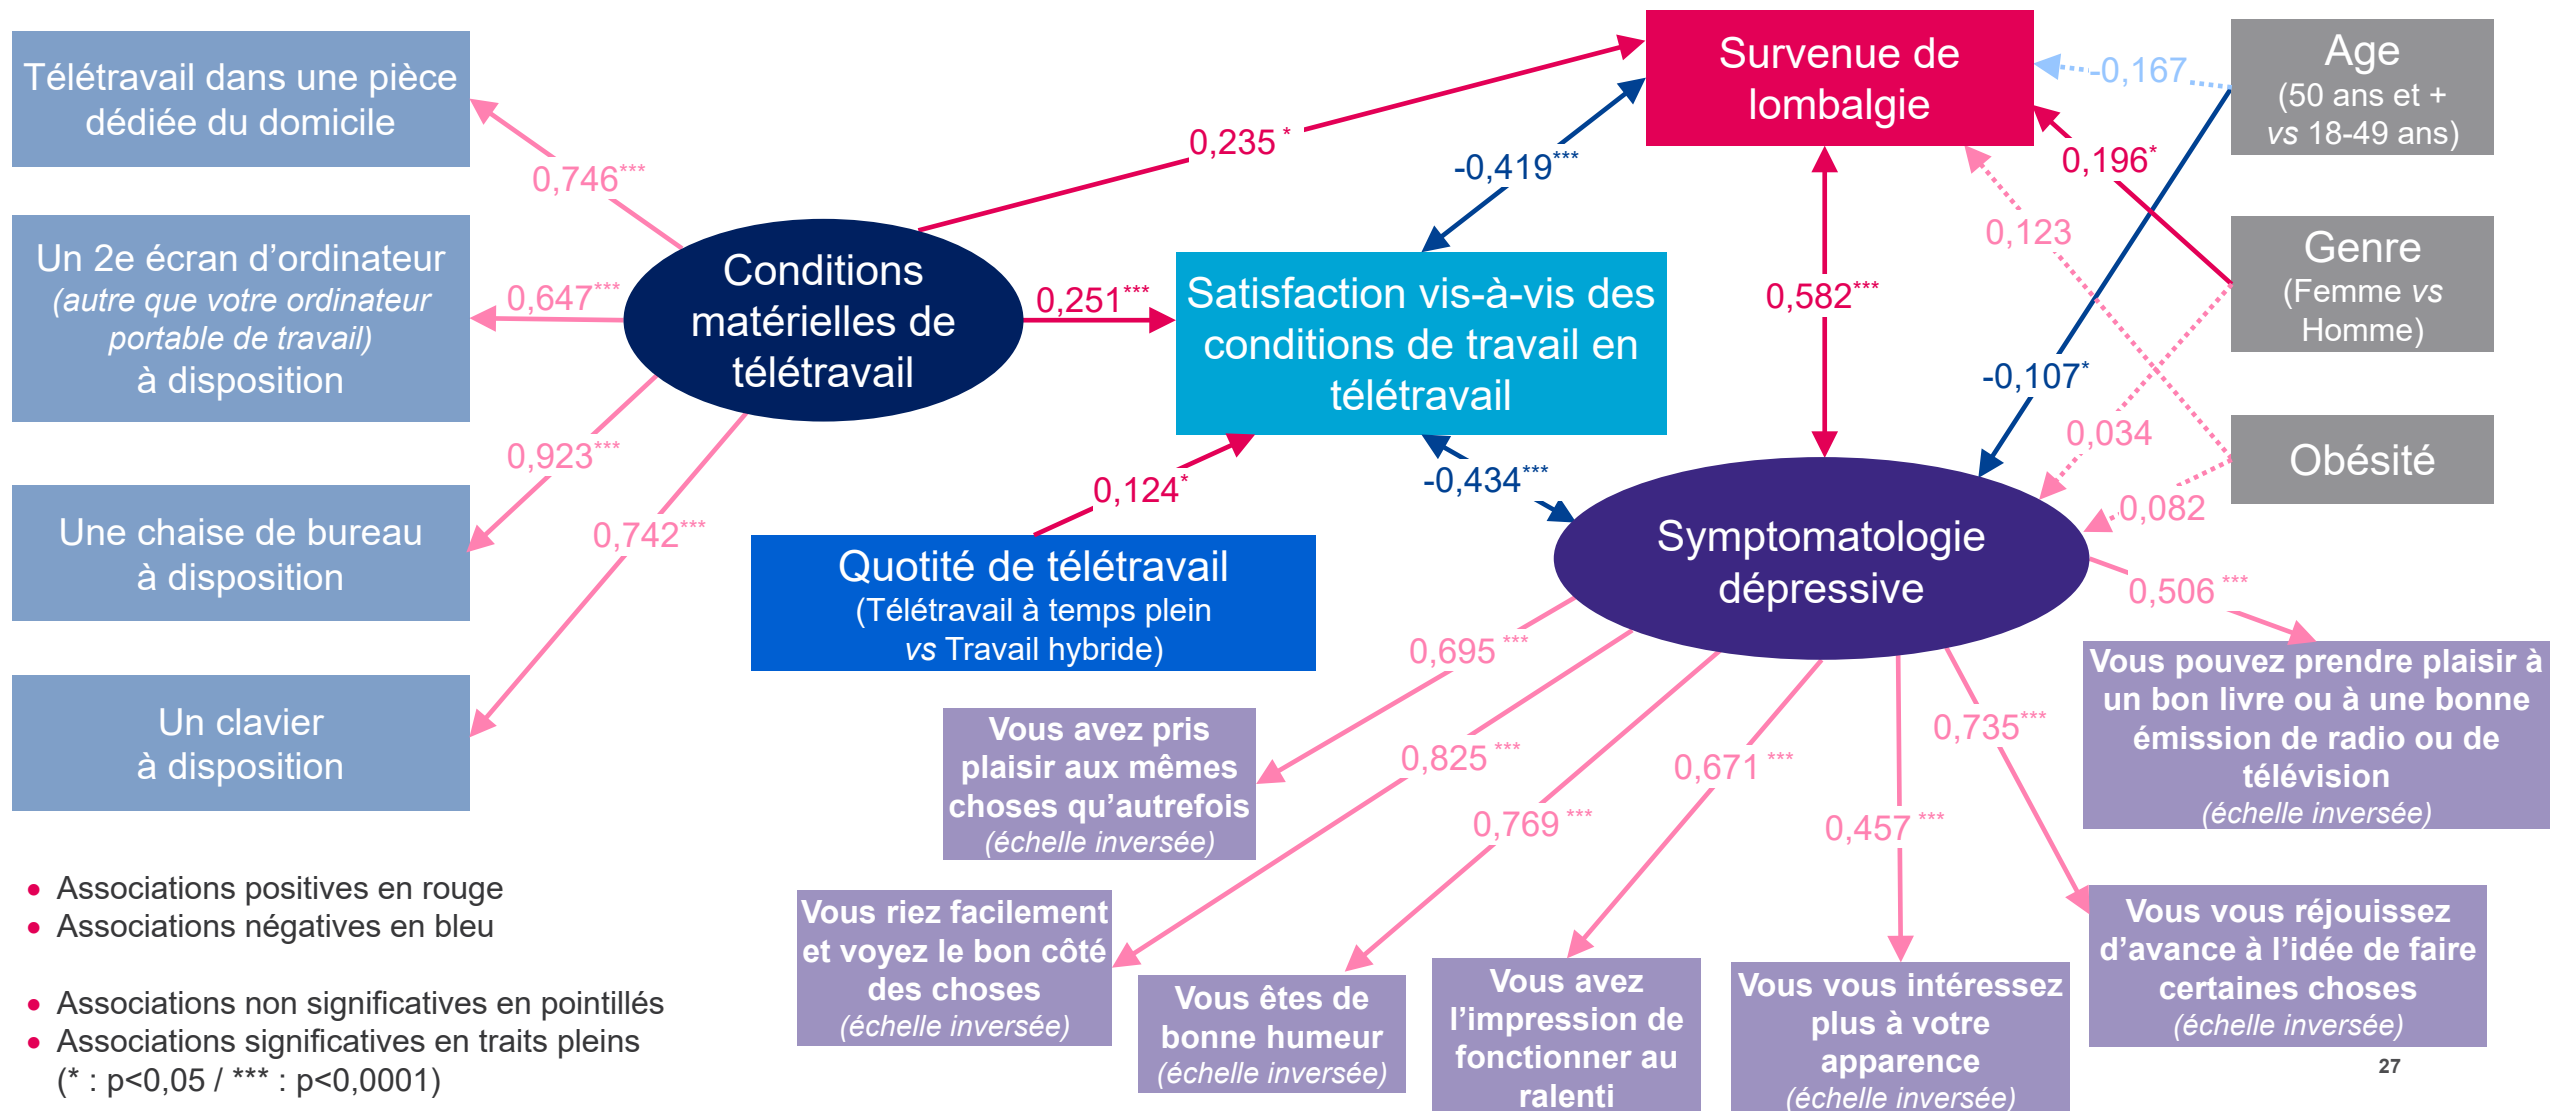 Télétravail dans une pièce
dédiée du domicile
Un 2e écran d’ordinateur
(autre que votre ordinateur
portable de travail)
à disposition
Une chaise de bureau
à disposition
Un clavier
à disposition
0,746***
0,647***
0,923***
0,742***
Conditions
matérielles de
télétravail
0,235 *
0,251***
-0,419***
Satisfaction vis-à-vis des
conditions de travail en
télétravail
0,124*
-0,434***
Quotité de télétravail
(Télétravail à temps plein
vs Travail hybride)
Survenue de
lombalgie
0,582***
-0,167
0,196*
0,123
-0,107*
0,034
0,082
Age
(50 ans et +
vs 18-49 ans)
Genre
(Femme vs
Homme)
Obésité
Symptomatologie
dépressive
0,695 ***
0,825 ***
0,769 ***
0,671 ***
0,457 ***
0,735***
0,506 ***
Vous avez pris
plaisir aux mêmes
choses qu’autrefois
(échelle inversée)
Vous riez facilement
et voyez le bon côté
des choses
(échelle inversée)
Vous êtes de
bonne humeur
(échelle inversée)
Vous avez
l’impression de
fonctionner au
ralenti
Vous vous intéressez
plus à votre
apparence
(échelle inversée)
Vous vous réjouissez
d’avance à l’idée de faire
certaines choses
(échelle inversée)
Vous pouvez prendre plaisir à
un bon livre ou à une bonne
émission de radio ou de
télévision
(échelle inversée)
• Associations positives en rouge
• Associations négatives en bleu
• Associations non significatives en pointillés
• Associations significatives en traits pleins
(* : p<0,05 / *** : p<0,0001)
27